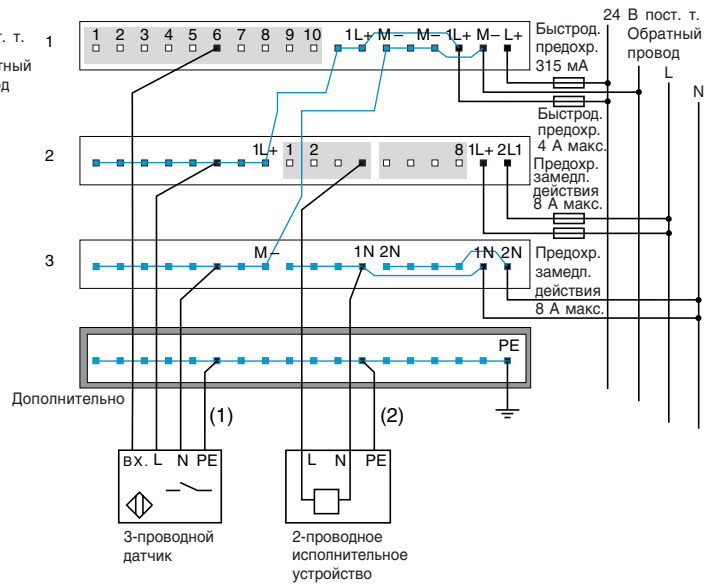 24 В пост. т.
Обратный
провод
L
N
т. т.
тный
од
1
1 2 3 4 5 6 7 8 9 10 1L+ M– M– 1L+ M– L+
Быстрод.
предохр.
315 мА
Быстрод.
предохр.
4 А макс.
2
1L+ 1 2 8 1L+ 2L1
Предохр.
замедл.
действия
8 А макс.
3
M– 1N 2N 1N 2N
Предохр.
замедл.
действия
8 А макс.
PE
Дополнительно
(1) (2)
вх. L N PE
L N PE
3-проводной
датчик
2-проводное
исполнительное
устройство